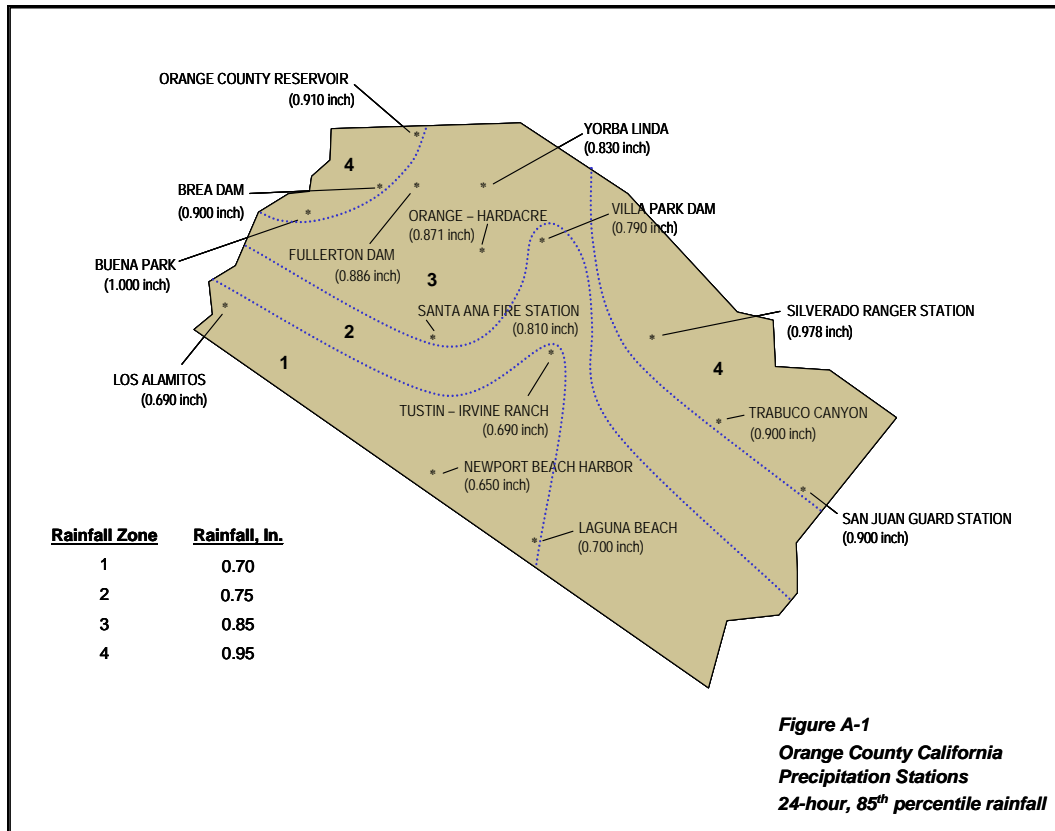 ORANGE COUNTY RESERVOIR
(0.910 inch)
YORBA LINDA
(0.830 inch)
4
BREA DAM
(0.900 inch)
VILLA PARK DAM
(0.790 inch)
ORANGE – HARDACRE
(0.871 inch)
FULLERTON DAM
(0.886 inch)
BUENA PARK
(1.000 inch)
3
SANTA ANA FIRE STATION
(0.810 inch)
SILVERADO RANGER STATION
(0.978 inch)
2
1
4
LOS ALAMITOS
(0.690 inch)
TUSTIN – IRVINE RANCH
(0.690 inch)
TRABUCO CANYON
(0.900 inch)
NEWPORT BEACH HARBOR
(0.650 inch)
SAN JUAN GUARD STATION
(0.900 inch)
LAGUNA BEACH
(0.700 inch)
Rainfall Zone Rainfall, In.
1 0.70
2 0.75
3 0.85
4 0.95
Figure A-1
Orange County California
Precipitation Stations
24-hour, 85th percentile rainfall